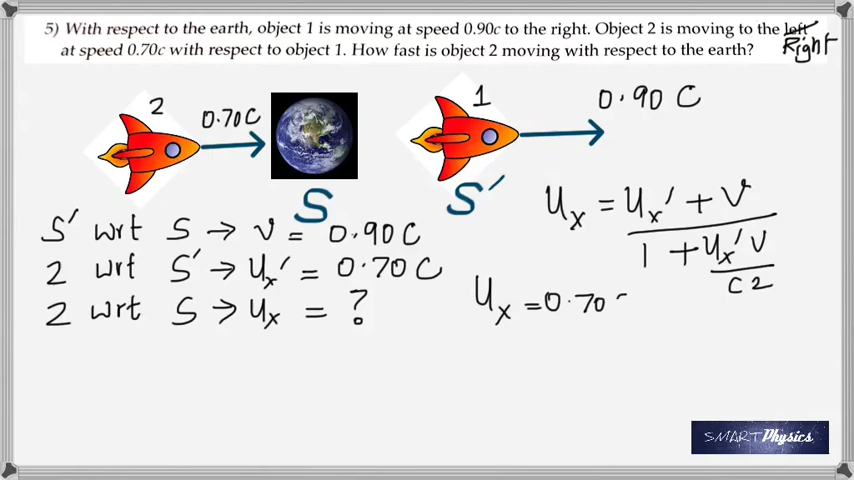 5) With respect to the earth, object 1 is moving at speed 0.90c to the right. Object 2 is moving to the left
Right
at speed 0.70c with respect to object 1. How fast is object 2 moving with respect to the earth?
2
0.70C
1
0.90 C
S
S′
S′ wrt S → v = 0.90C
2 wrt S′ → Ux′ = 0.70C
2 wrt S → Ux = ?
Ux = Ux′ + V
1 + Ux′ V
C2
Ux = 0.70
SMART Physics